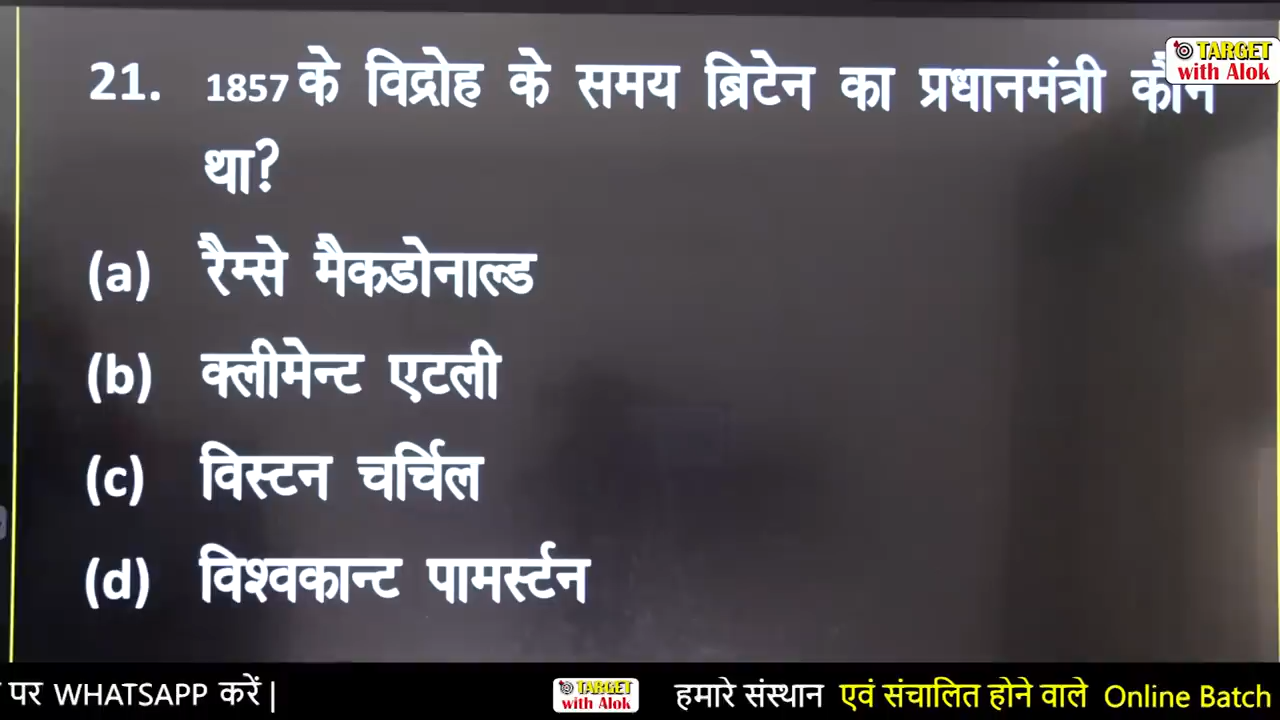 TARGET
with Alok
21. 1857 के विद्रोह के समय ब्रिटेन का प्रधानमंत्री कौन
था?
(a) रैम्से मैकडोनाल्ड
(b) क्लीमेन्ट एटली
(c) विस्टन चर्चिल
(d) विश्वकान्ट पामर्स्टन
पर WHATSAPP करें |
TARGET
with Alok
हमारे संस्थान एवं संचालित होने वाले Online Batch